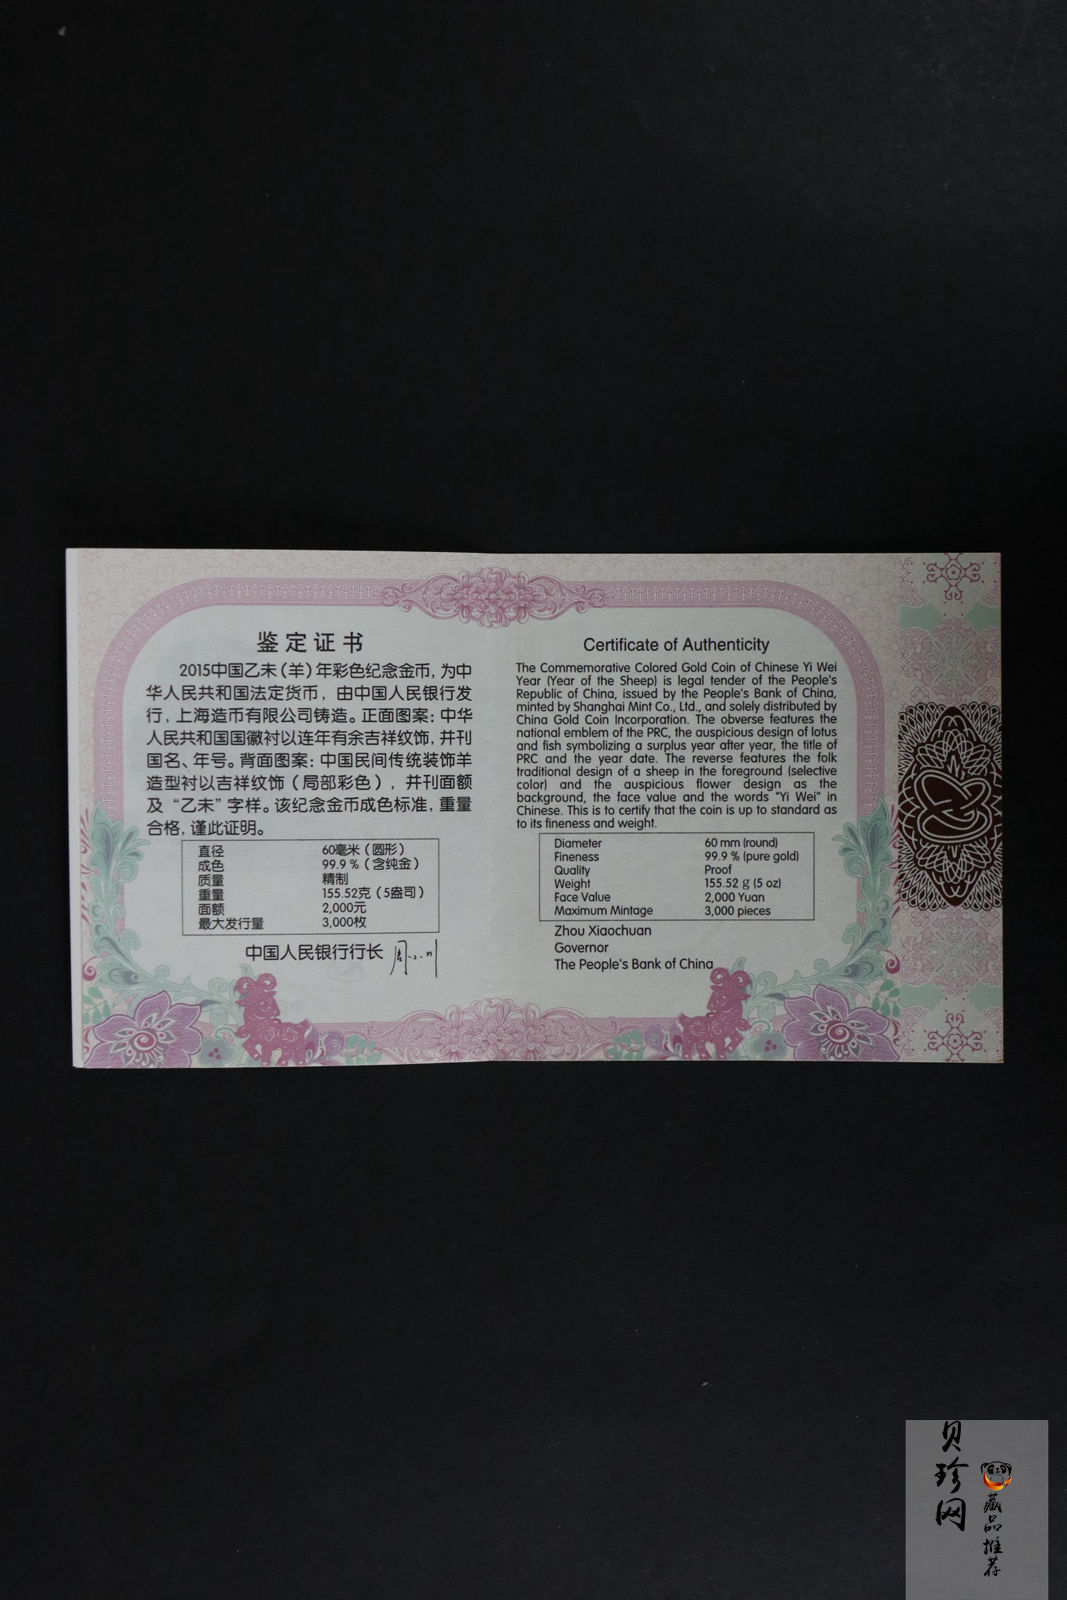 鉴定证书
2015中国乙未(羊)年彩色纪念金币，为中
华人民共和国法定货币，由中国人民银行发
行，上海造币有限公司铸造。正面图案：中华
人民共和国国徽衬以连年有余吉祥纹饰，并刊
国名、年号。背面图案：中国民间传统装饰羊
造型衬以吉祥纹饰（局部彩色），并刊面额
及“乙未”字样。该纪念金币成色标准，重量
合格，谨此证明。
直径 60毫米（圆形）
成色 99.9％（含纯金）
质量 精制
重量 155.52克（5盎司）
面额 2,000元
最大发行量 3,000枚
中国人民银行行长
Certificate of Authenticity
The Commemorative Colored Gold Coin of Chinese Yi Wei
Year (Year of the Sheep) is legal tender of the People's
Republic of China, issued by the People's Bank of China,
minted by Shanghai Mint Co., Ltd., and solely distributed by
China Gold Coin Incorporation. The obverse features the
national emblem of the PRC, the auspicious design of lotus
and fish symbolizing a surplus year after year, the title of
PRC and the year date. The reverse features the folk
traditional design of a sheep in the foreground (selective
color) and the auspicious flower design as the
background, the face value and the words "Yi Wei" in
Chinese. This is to certify that the coin is up to standard as
to its fineness and weight.
Diameter 60 mm (round)
Fineness 99.9 % (pure gold)
Quality Proof
Weight 155.52 g (5 oz)
Face Value 2,000 Yuan
Maximum Mintage 3,000 pieces
Zhou Xiaochuan
Governor
The People's Bank of China
贝珍网
藏品推荐